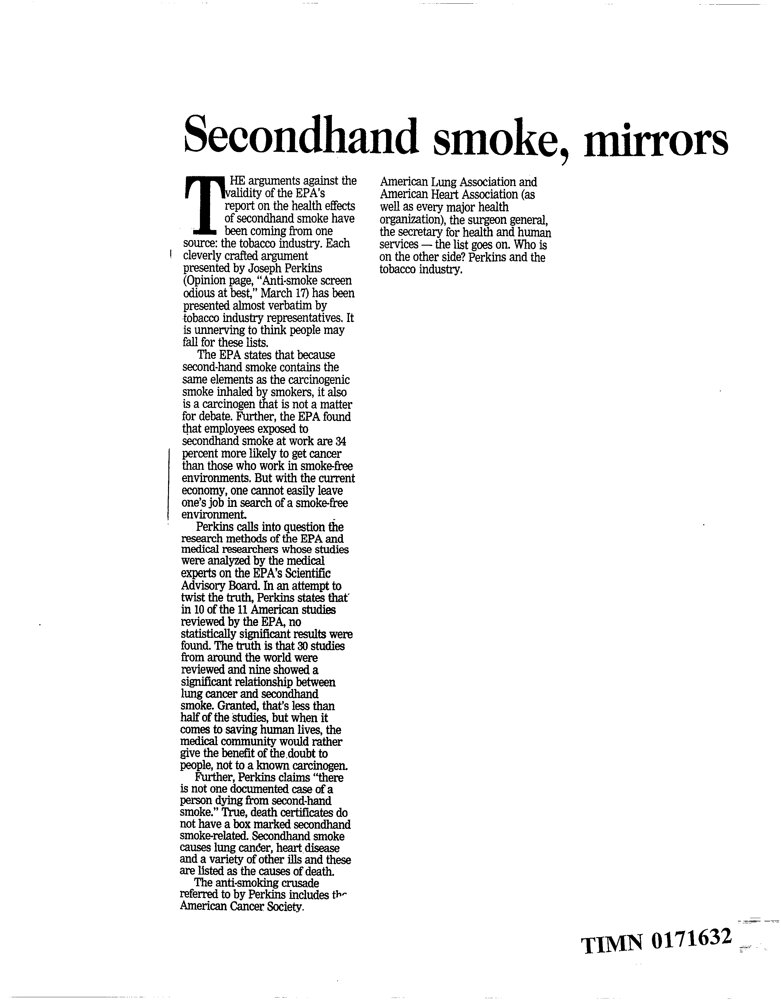 Secondhand smoke, mirrors
THE arguments against the
validity of the EPA's
report on the health effects
of secondhand smoke have
been coming from one
source: the tobacco industry. Each
cleverly crafted argument
presented by Joseph Perkins
(Opinion page, “Anti-smoke screen
odious at best,” March 17) has been
presented almost verbatim by
tobacco industry representatives. It
is unnerving to think people may
fall for these lists.
The EPA states that because
second-hand smoke contains the
same elements as the carcinogenic
smoke inhaled by smokers, it also
is a carcinogen that is not a matter
for debate. Further, the EPA found
that employees exposed to
secondhand smoke at work are 34
percent more likely to get cancer
than those who work in smoke-free
environments. But with the current
economy, one cannot easily leave
one's job in search of a smoke-free
environment.
Perkins calls into question the
research methods of the EPA and
medical researchers whose studies
were analyzed by the medical
experts on the EPA's Scientific
Advisory Board. In an attempt to
twist the truth, Perkins states that
in 10 of the 11 American studies
reviewed by the EPA, no
statistically significant results were
found. The truth is that 30 studies
from around the world were
reviewed and nine showed a
significant relationship between
lung cancer and secondhand
smoke. Granted, that's less than
half of the studies, but when it
comes to saving human lives, the
medical community would rather
give the benefit of the doubt to
people, not to a known carcinogen.
Further, Perkins claims “there
is not one documented case of a
person dying from second-hand
smoke.” True, death certificates do
not have a box marked secondhand
smoke-related. Secondhand smoke
causes lung cancer, heart disease
and a variety of other ills and these
are listed as the causes of death.
The anti-smoking crusade
referred to by Perkins includes the
American Cancer Society.
American Lung Association and
American Heart Association (as
well as every major health
organization), the surgeon general,
the secretary for health and human
services — the list goes on. Who is
on the other side? Perkins and the
tobacco industry.
TIMN 0171632